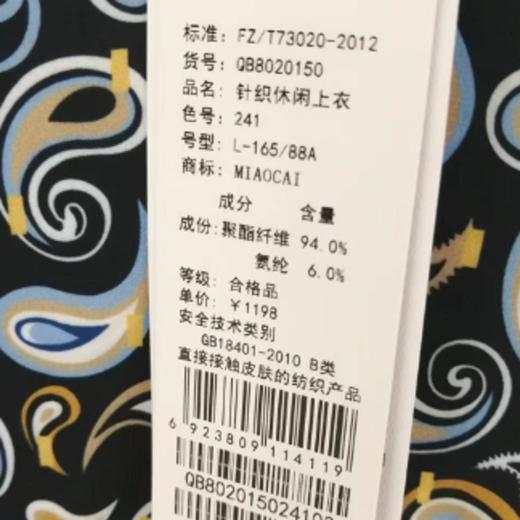 标准: FZ/T73020-2012
货号: QB8020150
品名: 针织休闲上衣
色号: 241
号型: L-165/88A
商标: MIAOCAI
成分 含量
成份:聚酯纤维 94.0%
氨纶 6.0%
等级: 合格品
单价: ¥1198
安全技术类别
GB18401-2010 B类
直接接触皮肤的纺织产品
6 923809 114119